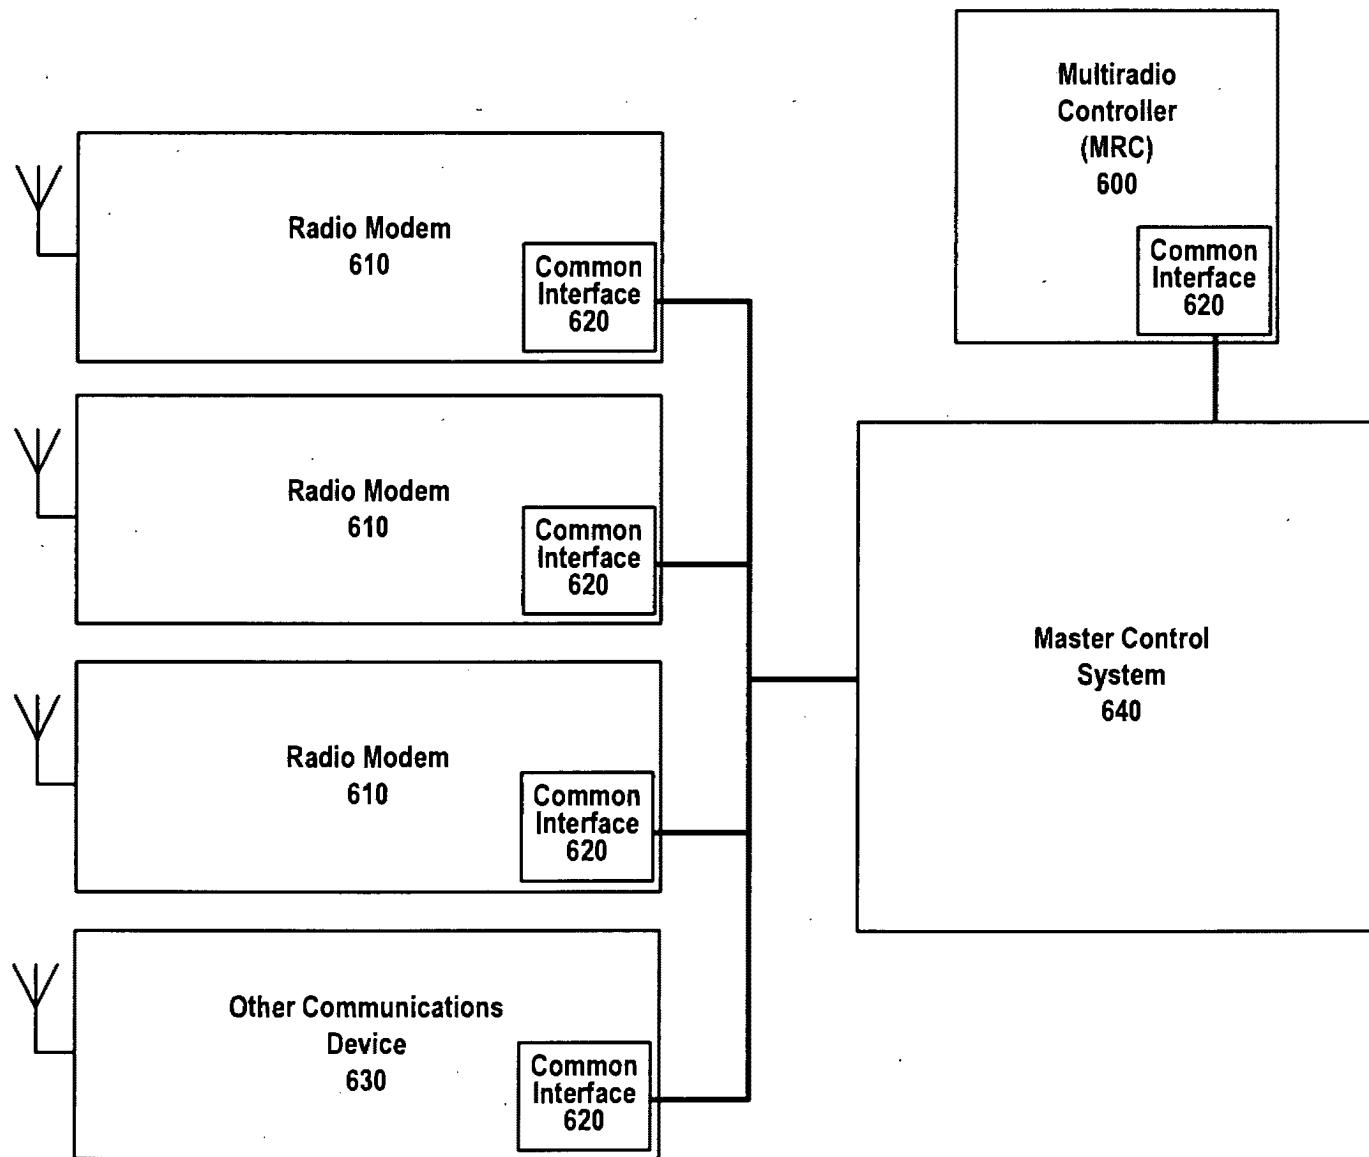 Multiradio
Controller
(MRC)
600
Common
Interface
620
Radio Modem
610
Common
Interface
620
Radio Modem
610
Common
Interface
620
Master Control
System
640
Radio Modem
610
Common
Interface
620
Other Communications
Device
630
Common
Interface
620